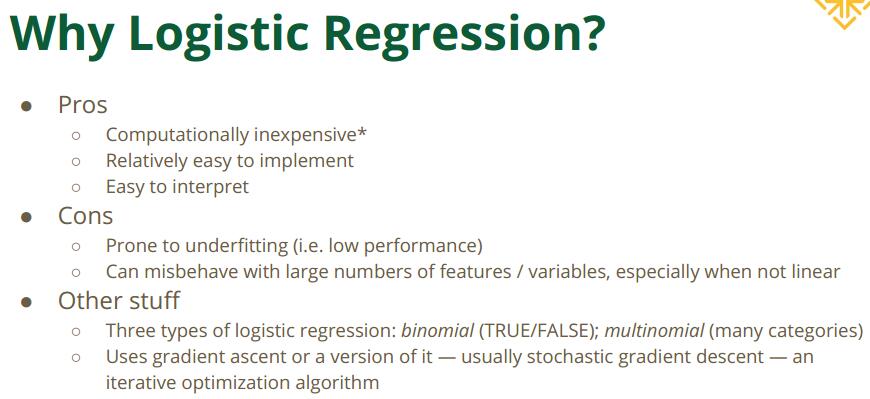 Why Logistic Regression?
● Pros
○ Computationally inexpensive*
○ Relatively easy to implement
○ Easy to interpret
● Cons
○ Prone to underfitting (i.e. low performance)
○ Can misbehave with large numbers of features / variables, especially when not linear
● Other stuff
○ Three types of logistic regression: binomial (TRUE/FALSE); multinomial (many categories)
○ Uses gradient ascent or a version of it — usually stochastic gradient descent — an
iterative optimization algorithm